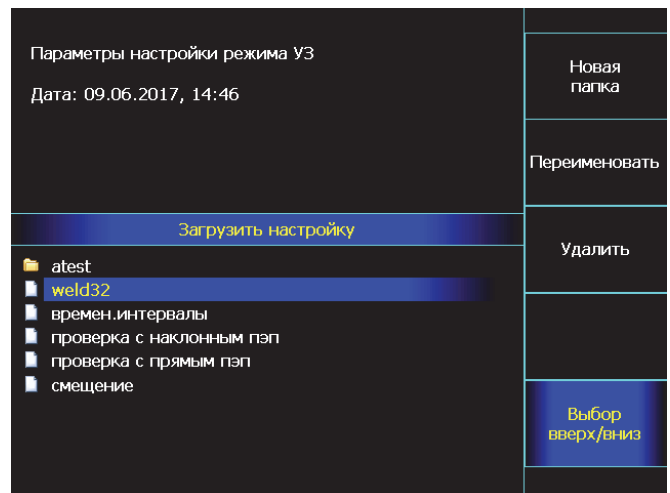 Параметры настройки режима УЗ
Дата: 09.06.2017, 14:46
Загрузить настройку
atest
weld32
времен.интервалы
проверка с наклонным пэп
проверка с прямым пэп
смещение
Новая
папка
Переименовать
Удалить
Выбор
вверх/вниз